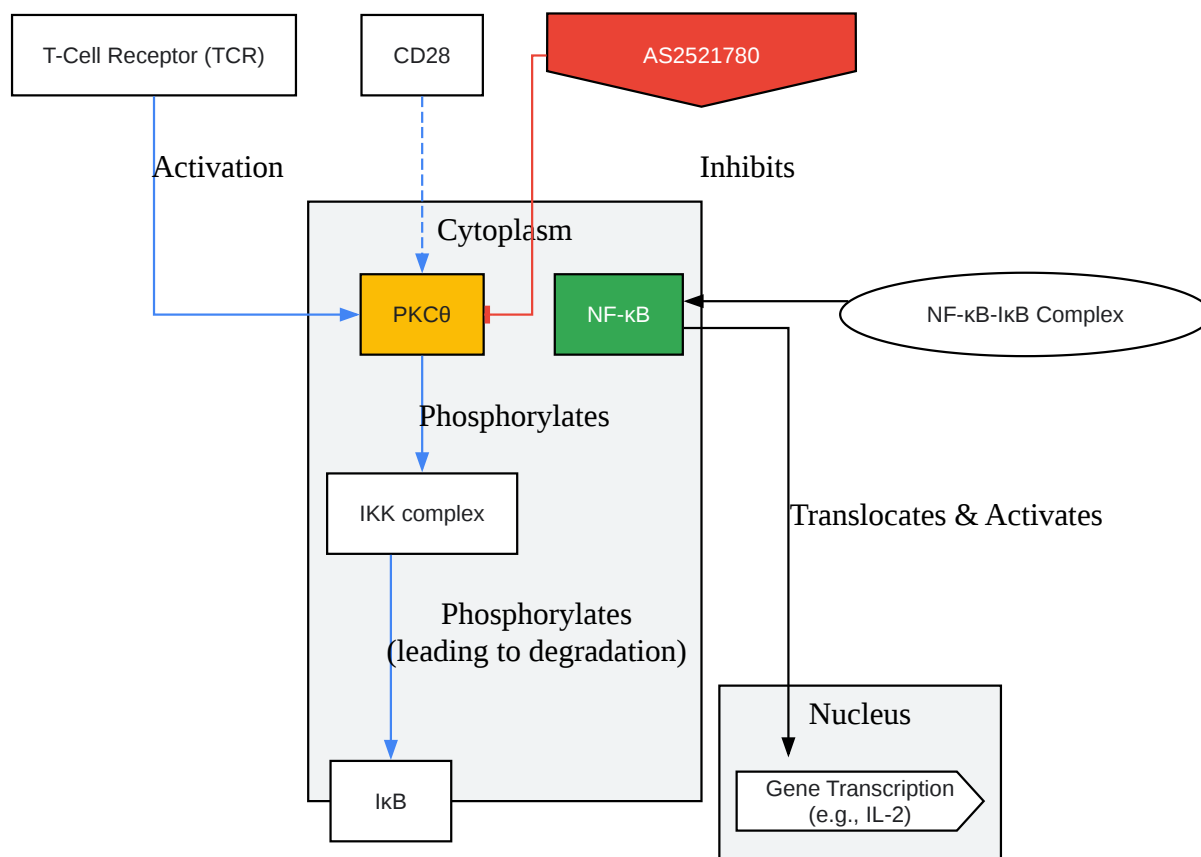 T-Cell Receptor (TCR)
CD28
AS2521780
Activation
Inhibits
Cytoplasm
PKCθ
NF-κB
NF-κB-IκB Complex
Phosphorylates
IKK complex
Translocates & Activates
Phosphorylates
(leading to degradation)
Nucleus
IκB
Gene Transcription
(e.g., IL-2)